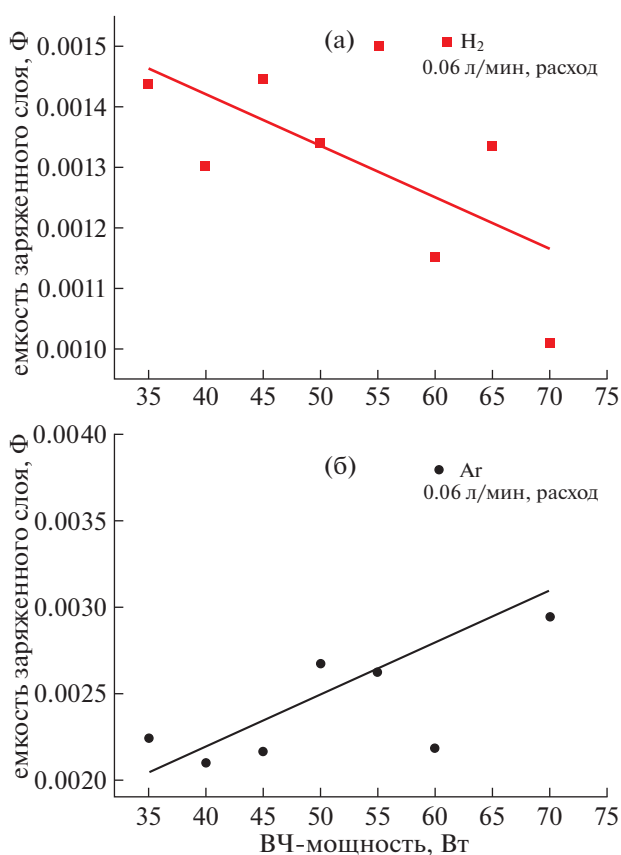 емкость заряженного слоя, Ф
0.0015
0.0014
0.0013
0.0012
0.0011
0.0010
(а)
H₂
0.06 л/мин, расход
35 40 45 50 55 60 65 70 75
емкость заряженного слоя, Ф
0.0040
0.0035
0.0030
0.0025
0.0020
(б)
Ar
0.06 л/мин, расход
35 40 45 50 55 60 65 70 75
ВЧ-мощность, Вт